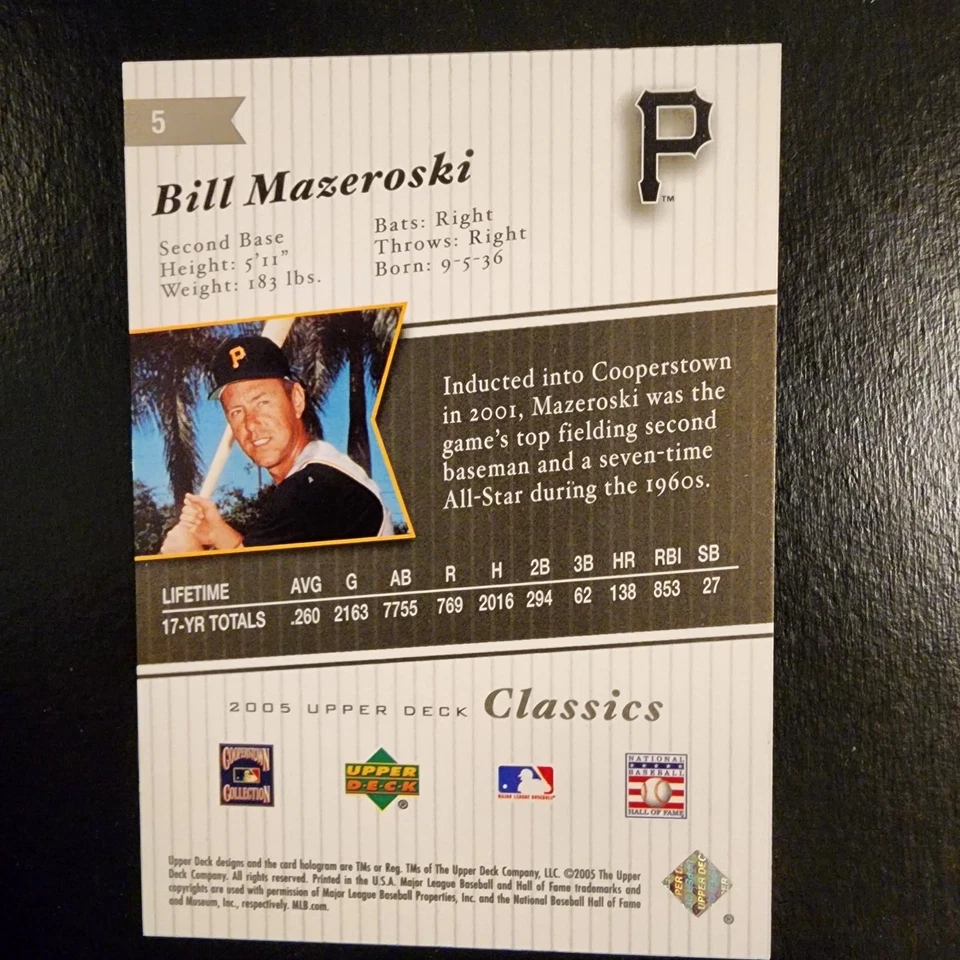 5
P
TM
Bill Mazeroski
Second Base
Height: 5'11"
Weight: 183 lbs.
Bats: Right
Throws: Right
Born: 9-5-36
P
Inducted into Cooperstown
in 2001, Mazeroski was the
game's top fielding second
baseman and a seven-time
All-Star during the 1960s.
LIFETIME AVG G AB R H 2B 3B HR RBI SB
17-YR TOTALS .260 2163 7755 769 2016 294 62 138 853 27
2005 UPPER DECK Classics
COOPERSTOWN
COLLECTION
UPPER
DECK
®
MAJOR LEAGUE BASEBALL
NATIONAL
BASEBALL
HALL OF FAME
Upper Deck designs and the card hologram are TMs or Reg. TMs of The Upper Deck Company, LLC. ©2005 The Upper
Deck Company. All rights reserved. Printed in the U.S.A. Major League Baseball and Hall of Fame trademarks and
copyrights are used with permission of Major League Baseball Properties, Inc. and the National Baseball Hall of Fame
and Museum, Inc., respectively. MLB.com.
UPPER DEC
®